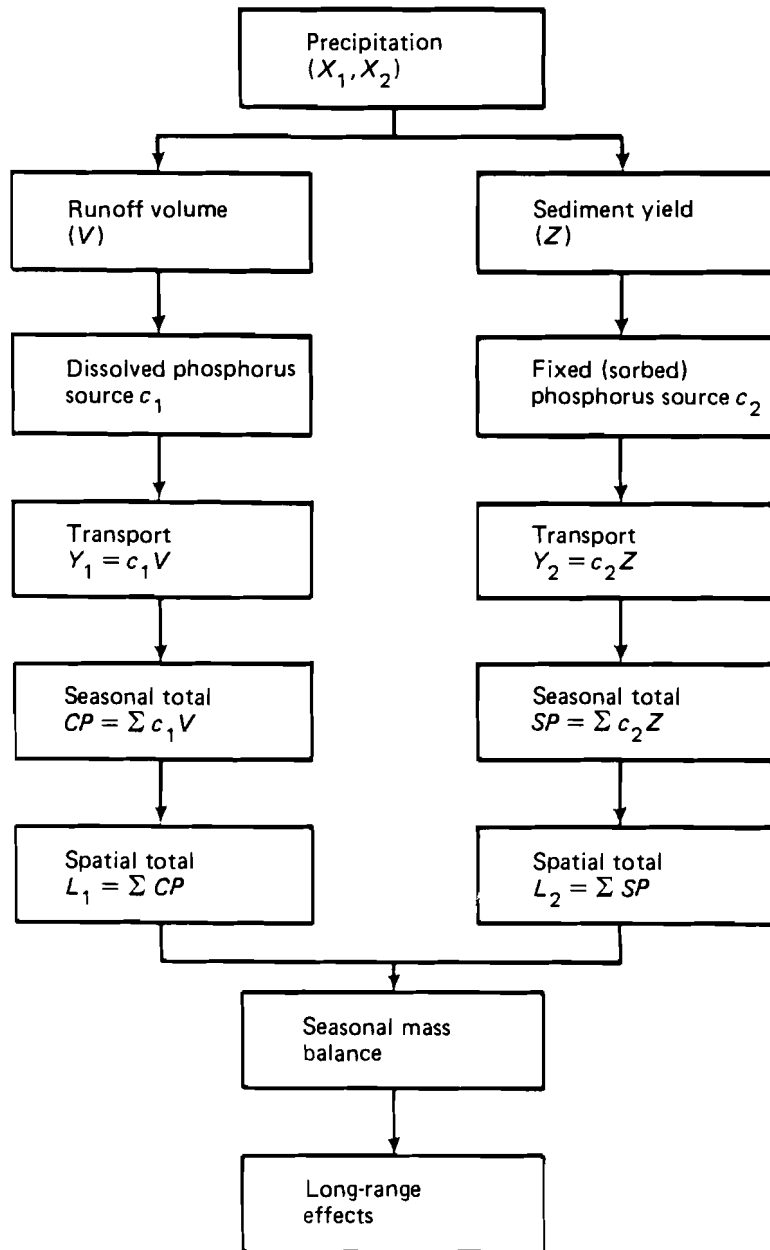 Precipitation
(X₁, X₂)
Runoff volume
(V)
Sediment yield
(Z)
Dissolved phosphorus
source c₁
Fixed (sorbed)
phosphorus source c₂
Transport
Y₁ = c₁V
Transport
Y₂ = c₂Z
Seasonal total
CP = Σ c₁V
Seasonal total
SP = Σ c₂Z
Spatial total
L₁ = Σ CP
Spatial total
L₂ = Σ SP
Seasonal mass
balance
Long-range
effects